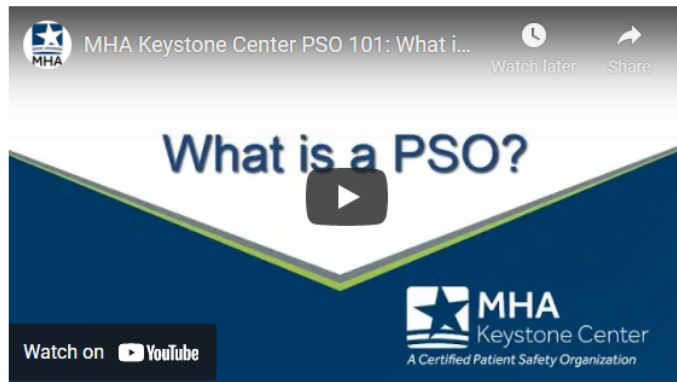 MHA
MHA Keystone Center PSO 101: What i...
Watch later
Share
What is a PSO?
MHA
Keystone Center
A Certified Patient Safety Organization
Watch on YouTube